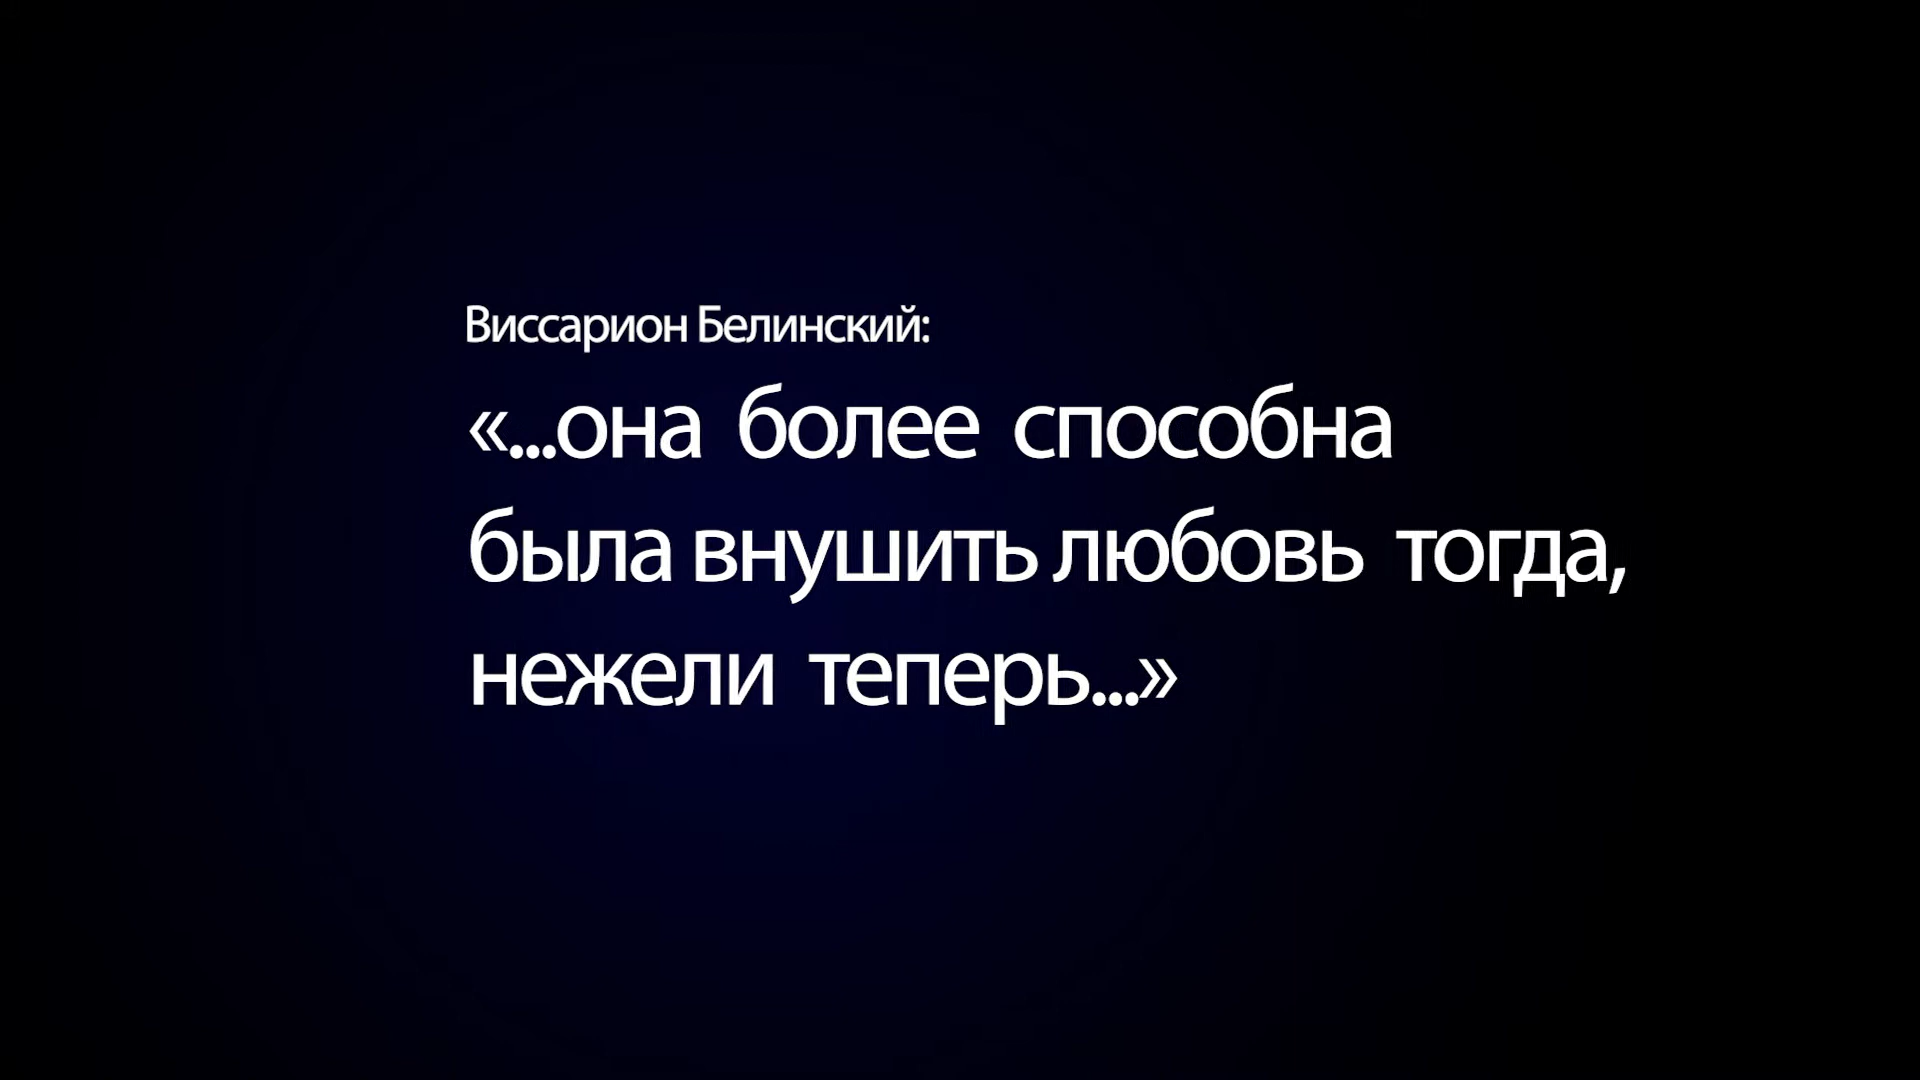 Виссарион Белинский:
«...она более способна
была внушить любовь тогда,
нежели теперь...»